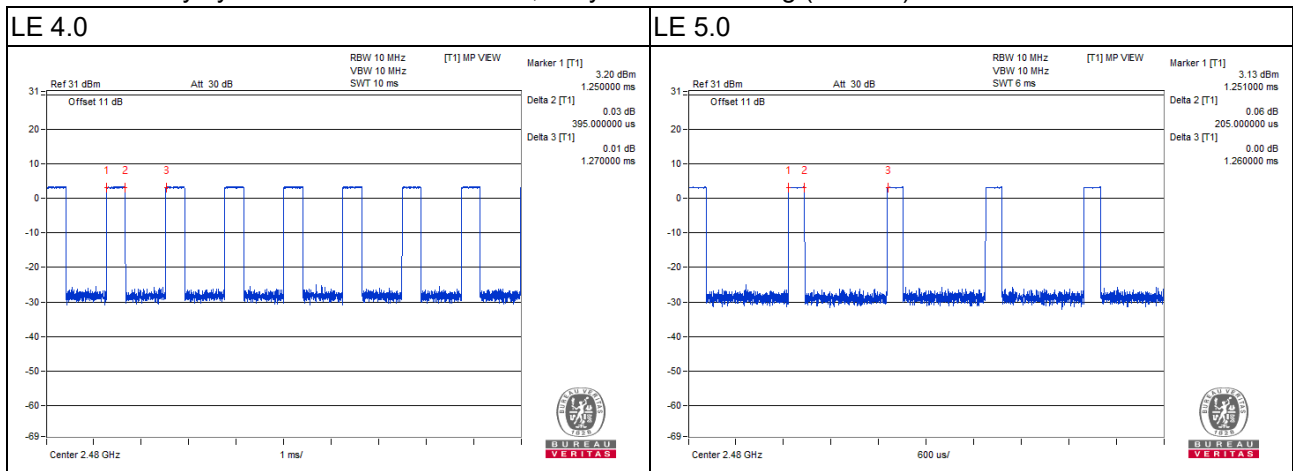 LE 4.0
RBW 10 MHz [T1] MP VIEW
VBW 10 MHz
Ref 31 dBm Att 30 dB SWT 10 ms
Marker 1 [T1]
3.20 dBm
1.250000 ms
Delta 2 [T1]
0.03 dB
395.000000 us
Delta 3 [T1]
0.01 dB
1.270000 ms
31
Offset 11 dB
20
10
1 2 3
0
-10
-20
-30
-40
-50
-60
-69
Center 2.48 GHz 1 ms/
1828
BUREAU
VERITAS
LE 5.0
RBW 10 MHz [T1] MP VIEW
VBW 10 MHz
Ref 31 dBm Att 30 dB SWT 6 ms
Marker 1 [T1]
3.13 dBm
1.251000 ms
Delta 2 [T1]
0.06 dB
205.000000 us
Delta 3 [T1]
0.00 dB
1.260000 ms
31
Offset 11 dB
20
10
1 2 3
0
-10
-20
-30
-40
-50
-60
-69
Center 2.48 GHz 600 us/
1828
BUREAU
VERITAS